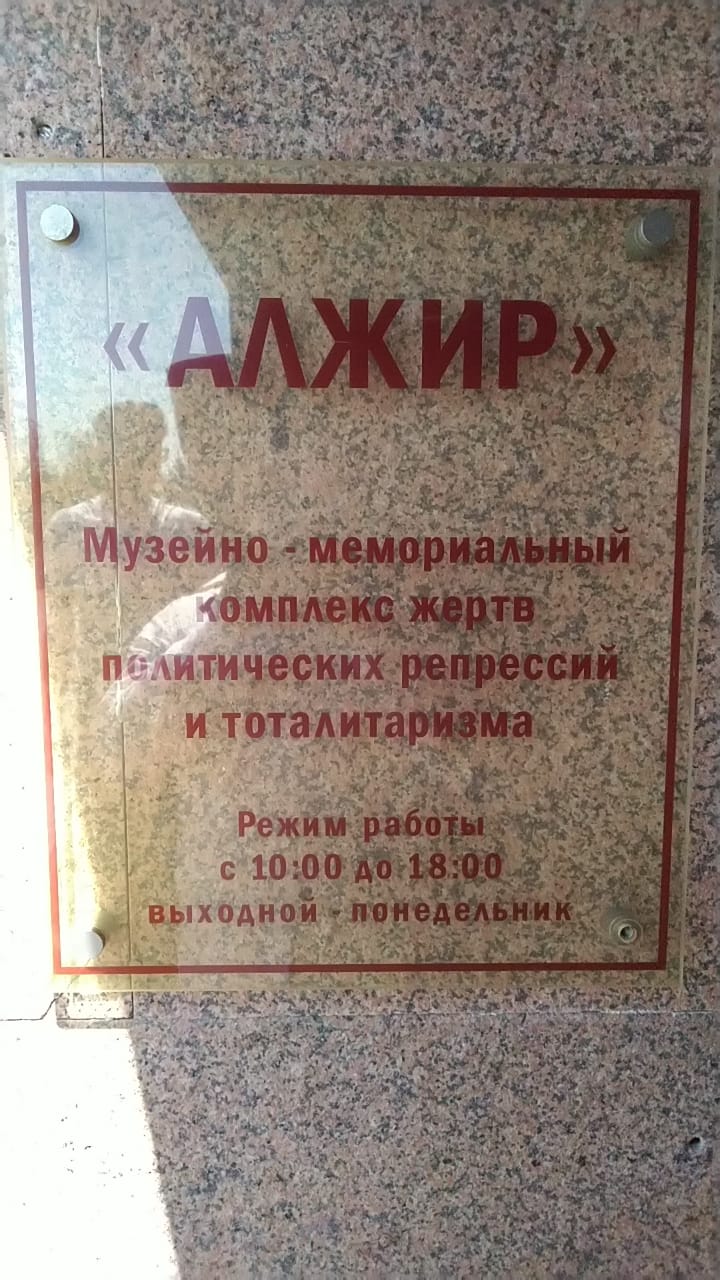 «АЛЖИР»
Музейно - мемориальный
комплекс жертв
политических репрессий
и тоталитаризма
Режим работы
с 10:00 до 18:00
выходной - понедельник